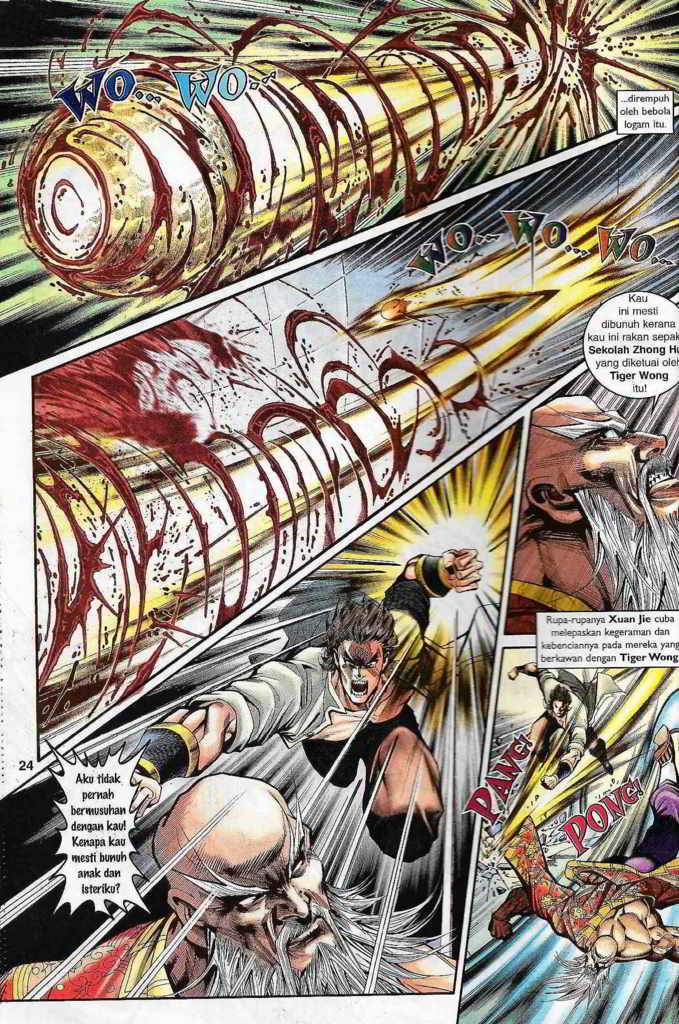 WO... WO...
...dirempuh
oleh bebola
logam itu.
WO... WO... WO...
Kau
ini mesti
dibunuh kerana
kau ini rakan
Sekolah Zhong
yang diketuai oleh
Tiger Wong
itu!
Rupa-rupanya Xuan Jie cuba
melepaskan kegeraman dan
kebenciannya pada mereka yang
berkawan dengan Tiger Wong.
24
Aku tidak
pernah
bermusuhan
dengan kau!
Kenapa kau
mesti bunuh
anak dan
isteriku?
PANG!
PONG!